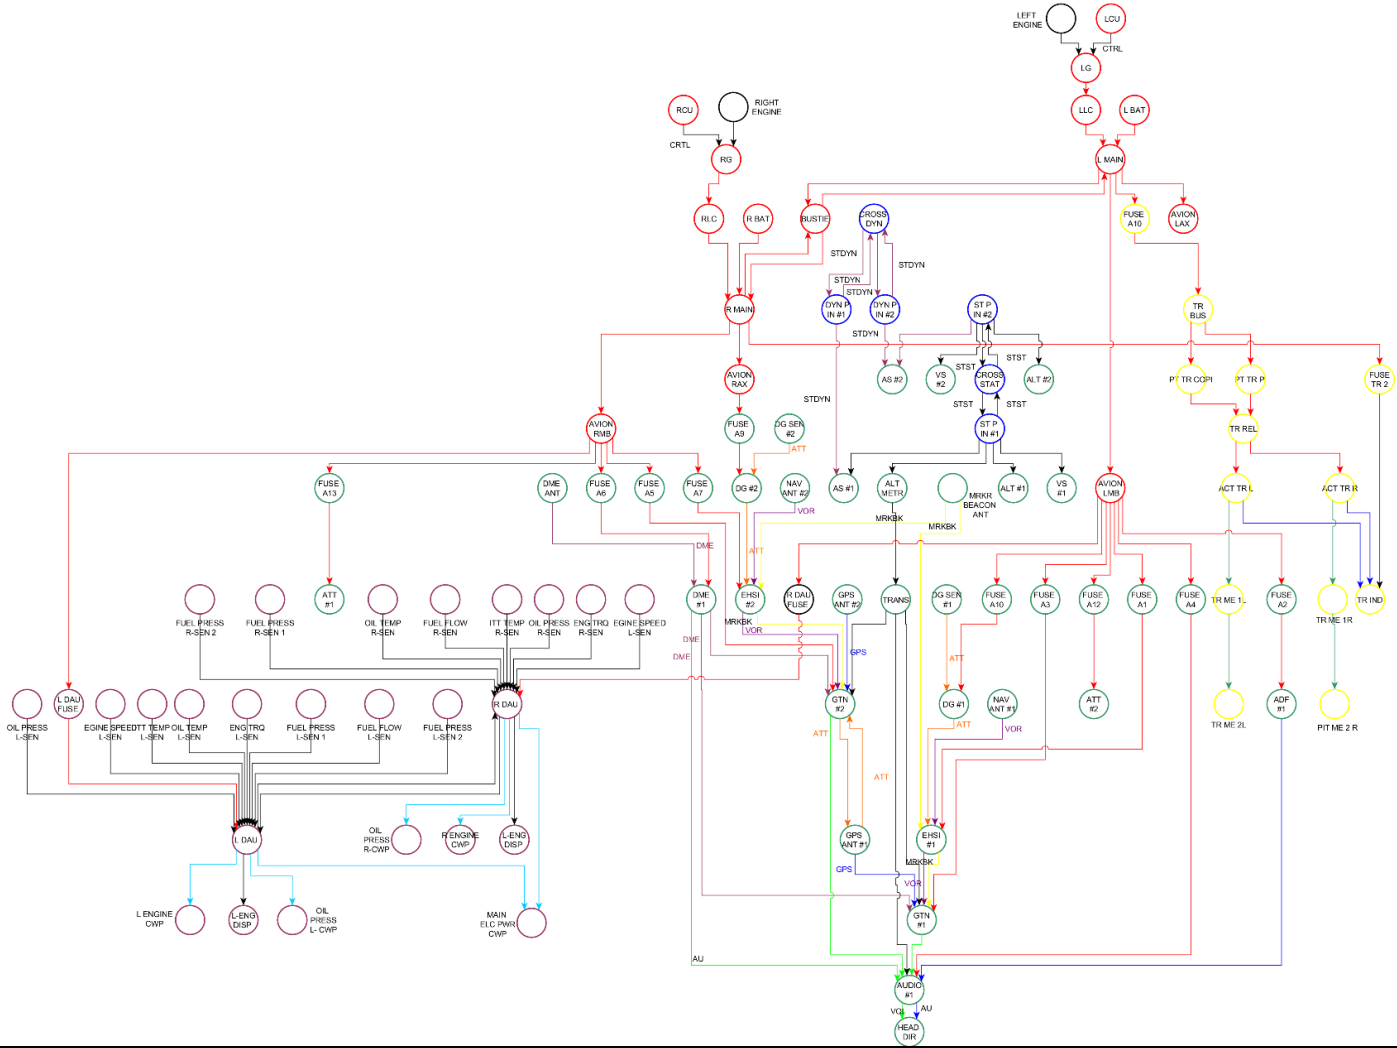 LEFT
ENGINE
LCU
CTRL
LG
RCU
RIGHT
ENGINE
LLC
L BAT
CRTL
RG
L MAIN
RLC
R BAT
BUSTIE
CROSS
DYN
FUSE
A10
AVION
LAX
STDYN
STDYN
STDYN
STDYN
R MAIN
DYN P
IN #1
DYN P
IN #2
ST P
IN #2
TR
BUS
STDYN
AVION
RAX
AS #2
VS
#2
STST
STST
CROSS
STAT
ALT #2
PT TR COPI
PT TR P
FUSE
TR 2
STDYN
STST
STST
AVION
RMB
FUSE
A9
DG SEN
#2
ATT
ST P
IN #1
TR REL
FUSE
A13
DME
ANT
FUSE
A6
FUSE
A5
FUSE
A7
DG #2
NAV
ANT #2
AS #1
ALT
METR
MRKR
BEACON
ANT
ALT #1
VS
#1
AVION
LMB
ACT TR L
ACT TR R
VOR
MRKBK
MRKBK
DME
ATT
ATT
#1
DME
#1
EHSI
#2
R DAU
FUSE
GPS
ANT #2
TRANS
DG SEN
#1
FUSE
A10
FUSE
A3
FUSE
A12
FUSE
A1
FUSE
A4
TR ME 1L
FUSE
A2
TR ME 1R
TR IND
FUEL PRESS
R-SEN 2
FUEL PRESS
R-SEN 1
OIL TEMP
R-SEN
FUEL FLOW
R-SEN
ITT TEMP
R-SEN
OIL PRESS
R-SEN
ENG TRQ
R-SEN
EGINE SPEED
L-SEN
MRKBK
VOR
DME
DME
GPS
ATT
L DAU
FUSE
R DAU
GTN
#2
DG #1
NAV
ANT #1
ATT
#2
ADF
#1
OIL PRESS
L-SEN
EGINE SPEED
L-SEN
ITT TEMP
L-SEN
OIL TEMP
L-SEN
ENG TRQ
L-SEN
FUEL PRESS
L-SEN 1
FUEL FLOW
L-SEN
FUEL PRESS
L-SEN 2
TR ME 2L
PIT ME 2 R
ATT
ATT
VOR
ATT
L DAU
OIL
PRESS
R-CWP
R ENGINE
CWP
L-ENG
DISP
GPS
ANT #1
EHSI
#1
MRKBK
GPS
VOR
L ENGINE
CWP
L-ENG
DISP
OIL
PRESS
L- CWP
MAIN
ELC PWR
CWP
GTN
#1
AU
AUDIO
#1
AU
HEAD
DIR